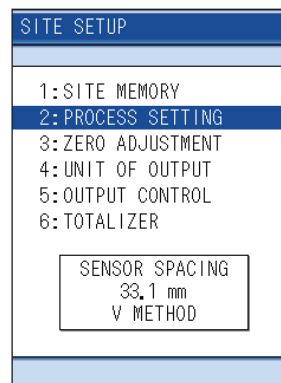 SITE SETUP
1:SITE MEMORY
2:PROCESS SETTING
3:ZERO ADJUSTMENT
4:UNIT OF OUTPUT
5:OUTPUT CONTROL
6:TOTALIZER
SENSOR SPACING
33.1 mm
V METHOD